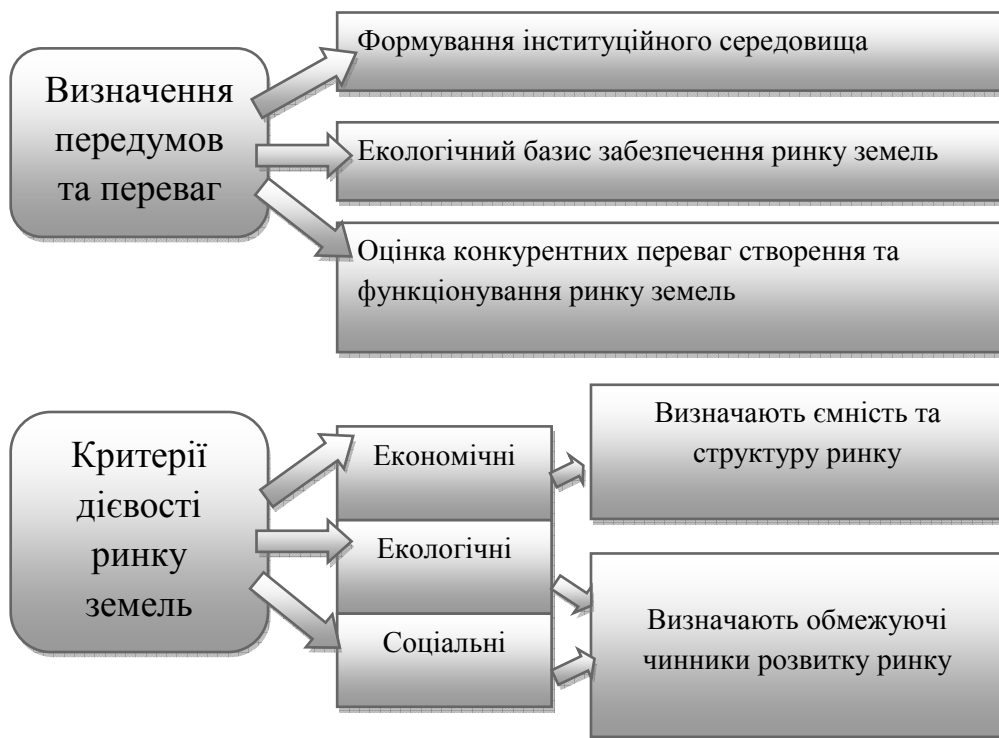 Визначення
передумов
та переваг
Формування інституційного середовища
Екологічний базис забезпечення ринку земель
Оцінка конкурентних переваг створення та
функціонування ринку земель
Критерії
дієвості
ринку
земель
Економічні
Екологічні
Соціальні
Визначають ємність та
структуру ринку
Визначають обмежуючі
чинники розвитку ринку